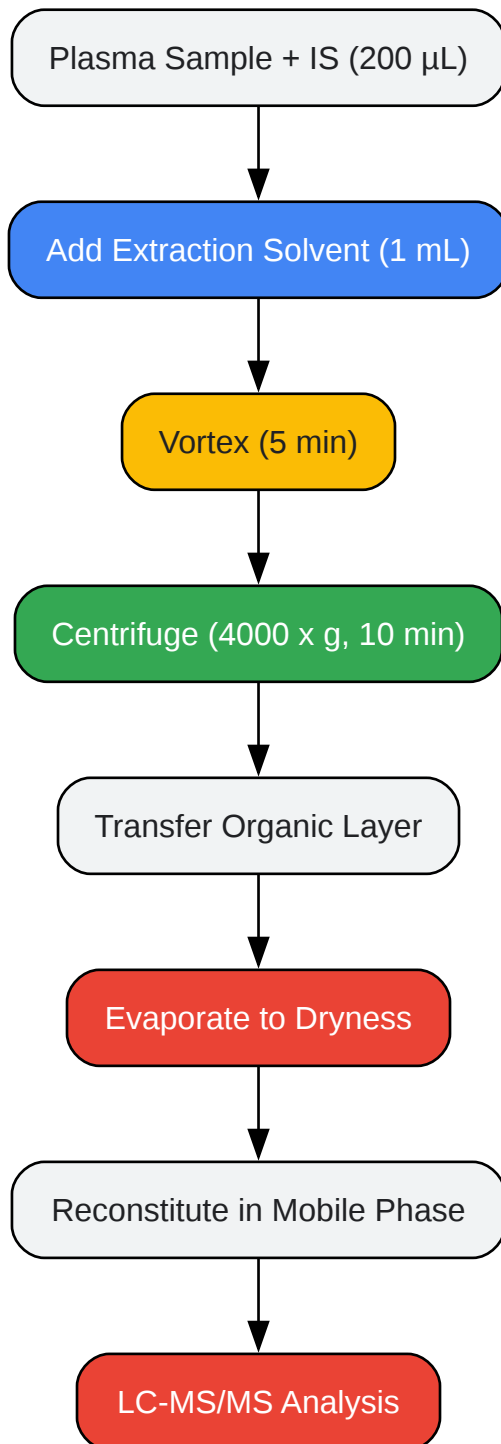 Plasma Sample + IS (200 µL)
Add Extraction Solvent (1 mL)
Vortex (5 min)
Centrifuge (4000 x g, 10 min)
Transfer Organic Layer
Evaporate to Dryness
Reconstitute in Mobile Phase
LC-MS/MS Analysis